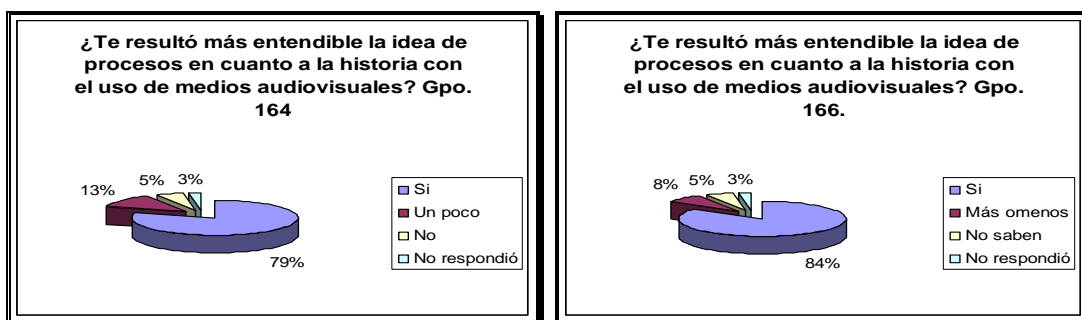 ¿Te resultó más entendible la idea de
procesos en cuanto a la historia con
el uso de medios audiovisuales? Gpo.
164
13%
5%
3%
79%
Si
Un poco
No
No respondió
¿Te resultó más entendible la idea de
procesos en cuanto a la historia con
el uso de medios audiovisuales? Gpo.
166.
8%
5%
3%
84%
Si
Más omenos
No saben
No respondió